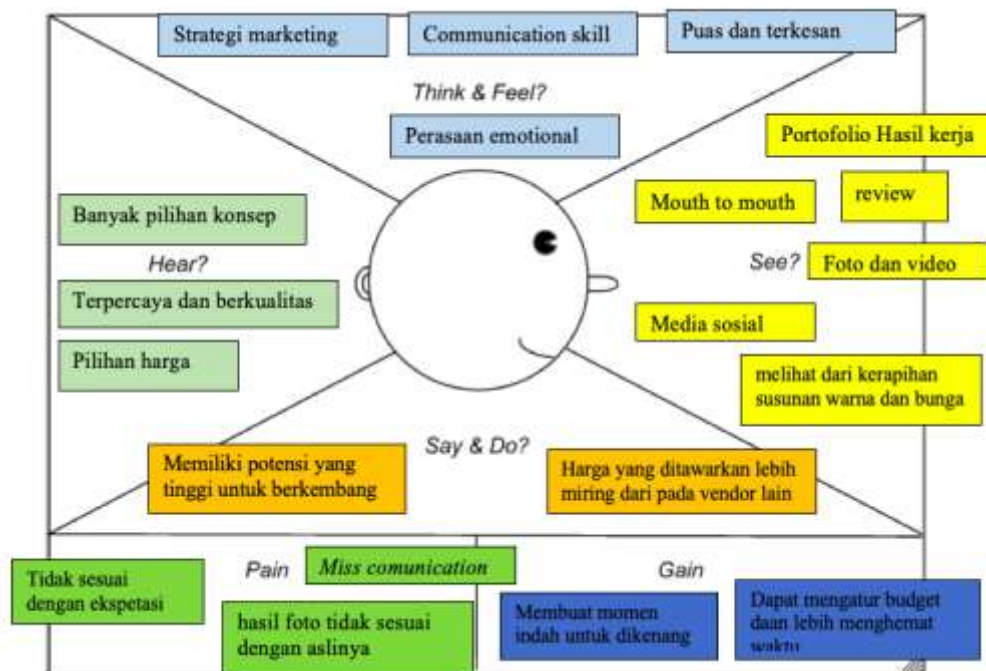 Strategi marketing
Communication skill
Puas dan terkesan
Think & Feel?
Perasaan emotional
Portofolio Hasil kerja
Mouth to mouth
review
Banyak pilihan konsep
Hear?
See?
Foto dan video
Terpercaya dan berkualitas
Media sosial
Pilihan harga
melihat dari kerapihan
susunan warna dan bunga
Say & Do?
Memiliki potensi yang
tinggi untuk berkembang
Harga yang ditawarkan lebih
miring dari pada vendor lain
Pain
Miss comunication
Gain
Tidak sesuai
dengan ekspetasi
hasil foto tidak sesuai
dengan aslinya
Membuat momen
indah untuk dikenang
Dapat mengatur budget
daan lebih menghemat
waktu